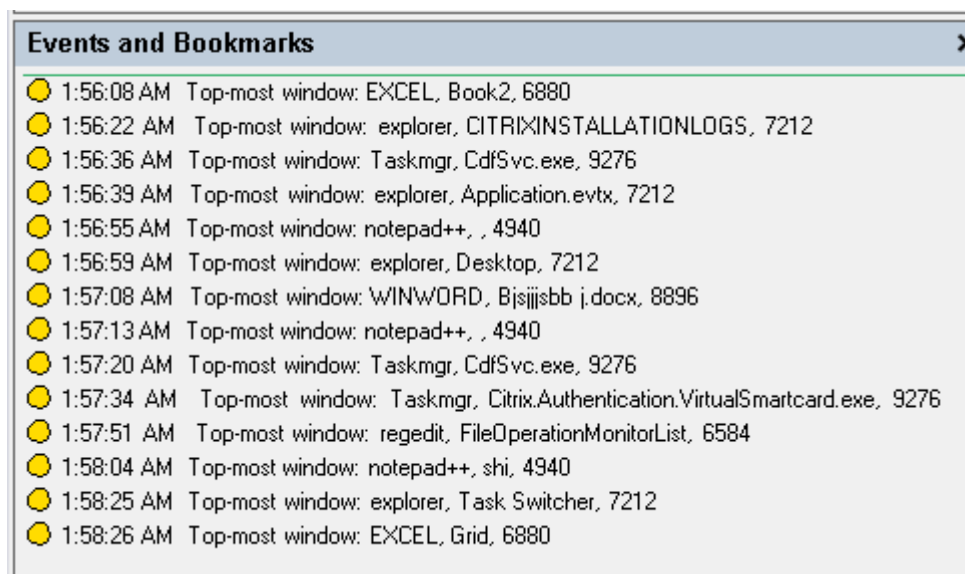 Events and Bookmarks
1:56:08 AM Top-most window: EXCEL, Book2, 6880
1:56:22 AM Top-most window: explorer, CITRIXINSTALLATIONLOGS, 7212
1:56:36 AM Top-most window: Taskmgr, CdfSvc.exe, 9276
1:56:39 AM Top-most window: explorer, Application.evtx, 7212
1:56:55 AM Top-most window: notepad++, , 4940
1:56:59 AM Top-most window: explorer, Desktop, 7212
1:57:08 AM Top-most window: WINWORD, Bjsjjjsbb j.docx, 8896
1:57:13 AM Top-most window: notepad++, , 4940
1:57:20 AM Top-most window: Taskmgr, CdfSvc.exe, 9276
1:57:34 AM Top-most window: Taskmgr, Citrix.Authentication.VirtualSmartcard.exe, 9276
1:57:51 AM Top-most window: regedit, FileOperationMonitorList, 6584
1:58:04 AM Top-most window: notepad++, shi, 4940
1:58:25 AM Top-most window: explorer, Task Switcher, 7212
1:58:26 AM Top-most window: EXCEL, Grid, 6880